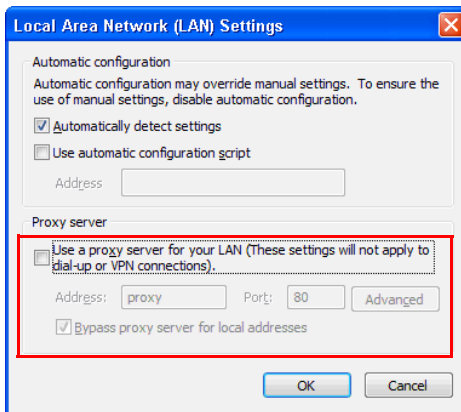 Local Area Network (LAN) Settings
Automatic configuration
Automatic configuration may override manual settings. To ensure the
use of manual settings, disable automatic configuration.
Automatically detect settings
Use automatic configuration script
Address
Proxy server
Use a proxy server for your LAN (These settings will not apply to
dial-up or VPN connections).
Address: proxy Port: 80 Advanced
Bypass proxy server for local addresses
OK Cancel